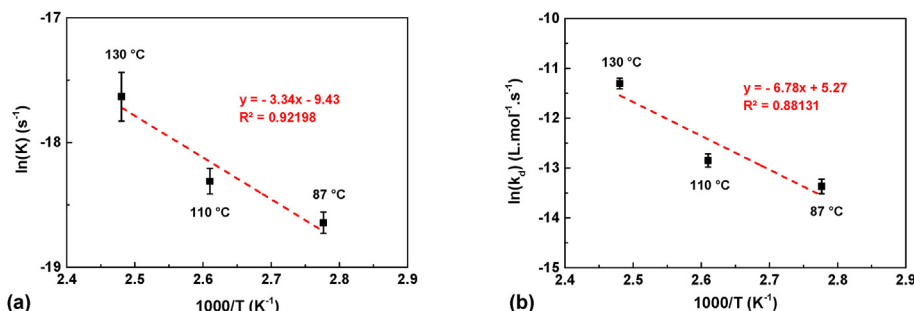 -17
-18
-19
ln(K) (s⁻¹)
130 °C
110 °C
87 °C
y = - 3.34x - 9.43
R² = 0.92198
2.4 2.5 2.6 2.7 2.8 2.9
1000/T (K⁻¹)
(a)
-10
-11
-12
-13
-14
-15
ln(k_d) (L.mol⁻¹.s⁻¹)
130 °C
110 °C
87 °C
y = - 6.78x + 5.27
R² = 0.88131
2.4 2.5 2.6 2.7 2.8 2.9
1000/T (K⁻¹)
(b)